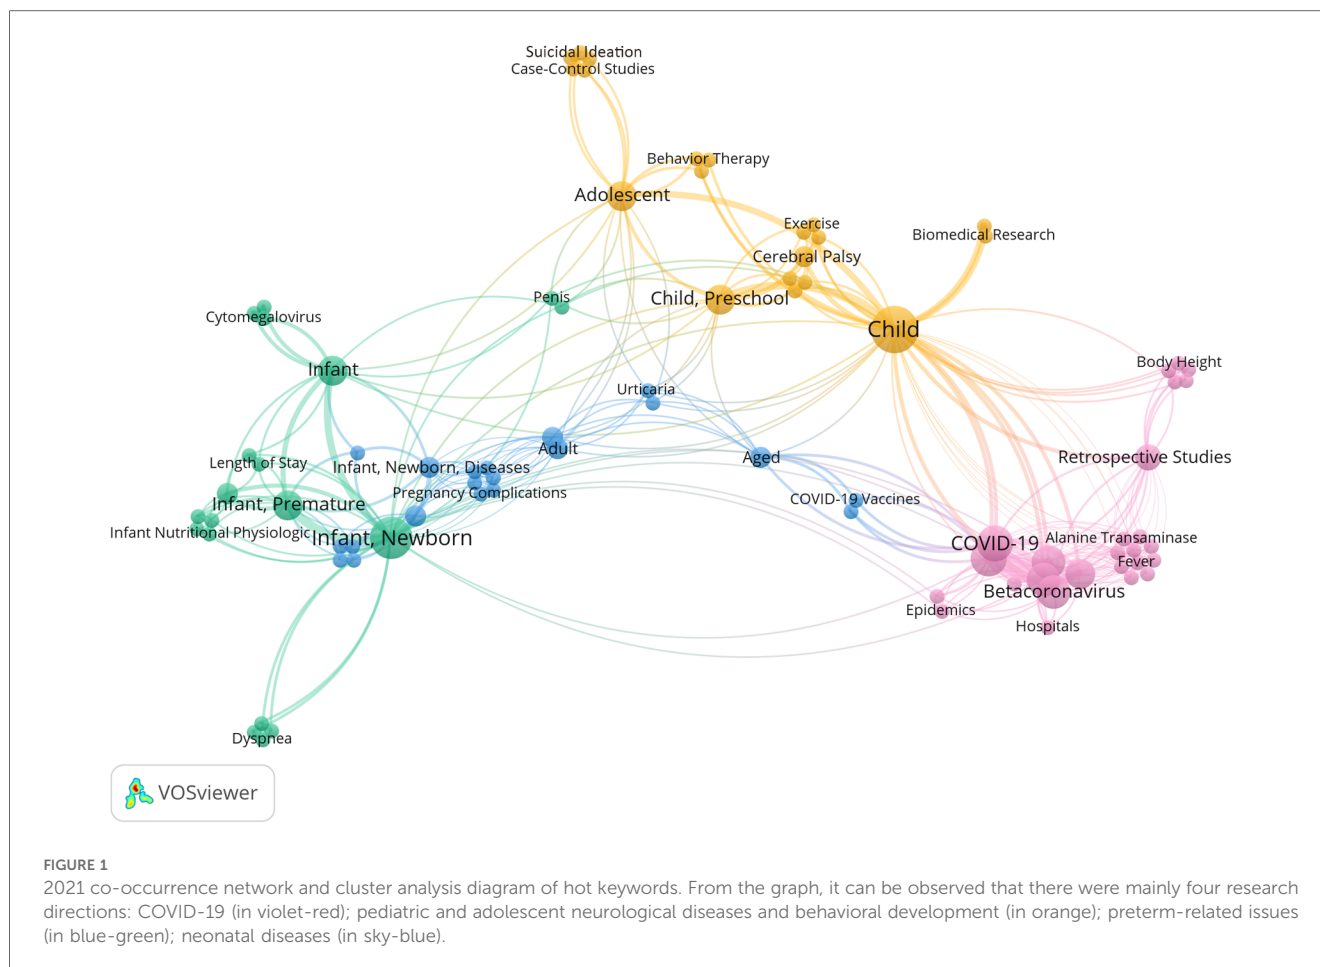 Suicidal Ideation
Case-Control Studies
Behavior Therapy
Adolescent
Exercise
Biomedical Research
Cerebral Palsy
Child, Preschool
Penis
Cytomegalovirus
Child
Infant
Body Height
Urticaria
Adult
Aged
Retrospective Studies
Length of Stay
Infant, Newborn, Diseases
Pregnancy Complications
COVID-19 Vaccines
Infant, Premature
Infant Nutritional Physiologic
Infant, Newborn
COVID-19
Alanine Transaminase
Fever
Betacoronavirus
Epidemics
Hospitals
Dyspnea
VOSviewer
FIGURE 1
2021 co-occurrence network and cluster analysis diagram of hot keywords. From the graph, it can be observed that there were mainly four research
directions: COVID-19 (in violet-red); pediatric and adolescent neurological diseases and behavioral development (in orange); preterm-related issues
(in blue-green); neonatal diseases (in sky-blue).